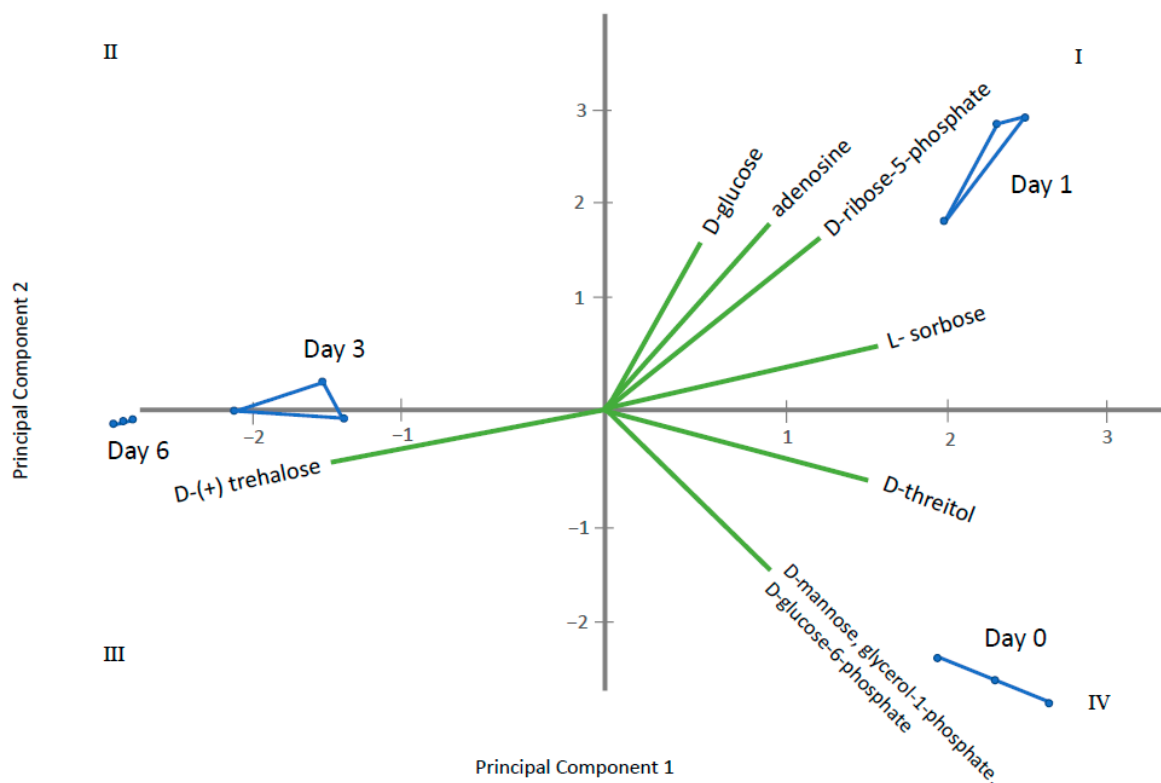 II
I
3
D-glucose
adenosine
D-ribose-5-phosphate
Day 1
2
Principal Component 2
1
L- sorbose
Day 3
−2
−1
1
2
3
Day 6
D-(+) trehalose
D-threitol
−1
D-mannose, glycerol-1-phosphate,
D-glucose-6-phosphate
−2
Day 0
III
IV
Principal Component 1